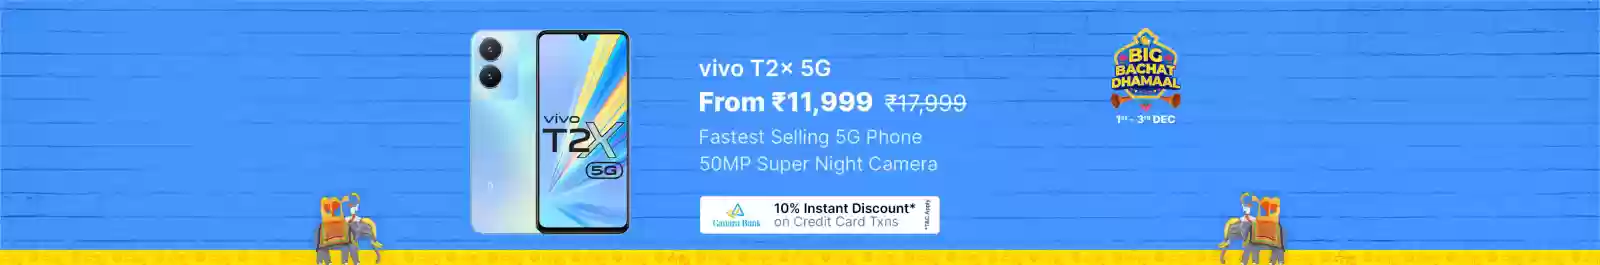 vivo
T2X
5G
vivo T2× 5G
From ₹11,999 ₹17,999
Fastest Selling 5G Phone
50MP Super Night Camera
Canara Bank
10% Instant Discount*
on Credit Card Txns
*T&C Apply
BIG
BACHAT
DHAMAAL
1ST – 3RD DEC